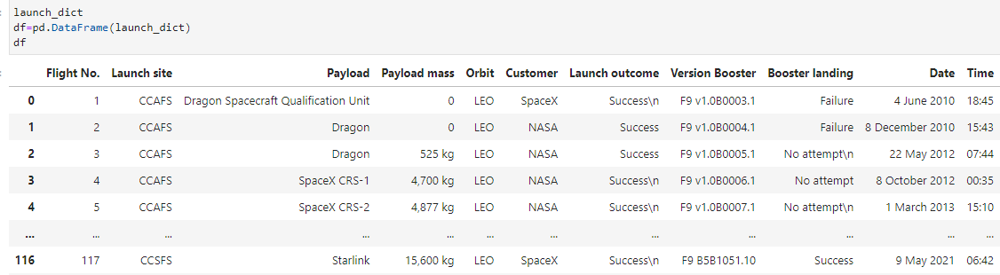 launch_dict
df=pd.DataFrame(launch_dict)
df
Flight No. Launch site Payload Payload mass Orbit Customer Launch outcome Version Booster Booster landing Date Time
0 1 CCAFS Dragon Spacecraft Qualification Unit 0 LEO SpaceX Success\n F9 v1.0B0003.1 Failure 4 June 2010 18:45
1 2 CCAFS Dragon 0 LEO NASA Success F9 v1.0B0004.1 Failure 8 December 2010 15:43
2 3 CCAFS Dragon 525 kg LEO NASA Success F9 v1.0B0005.1 No attempt\n 22 May 2012 07:44
3 4 CCAFS SpaceX CRS-1 4,700 kg LEO NASA Success\n F9 v1.0B0006.1 No attempt 8 October 2012 00:35
4 5 CCAFS SpaceX CRS-2 4,877 kg LEO NASA Success\n F9 v1.0B0007.1 No attempt\n 1 March 2013 15:10
... ... ... ... ... ... ... ... ... ... ... ...
116 117 CCSFS Starlink 15,600 kg LEO SpaceX Success\n F9 B5B1051.10 Success 9 May 2021 06:42